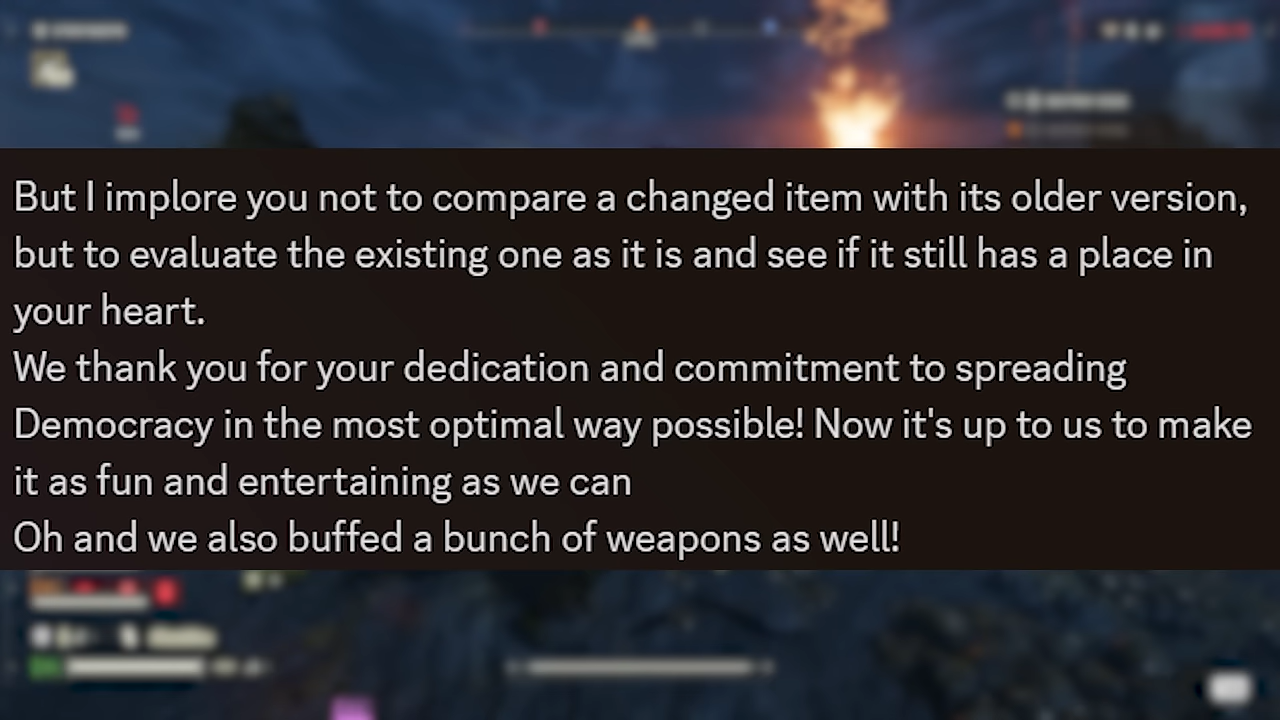 But I implore you not to compare a changed item with its older version,
but to evaluate the existing one as it is and see if it still has a place in
your heart.
We thank you for your dedication and commitment to spreading
Democracy in the most optimal way possible! Now it's up to us to make
it as fun and entertaining as we can
Oh and we also buffed a bunch of weapons as well!